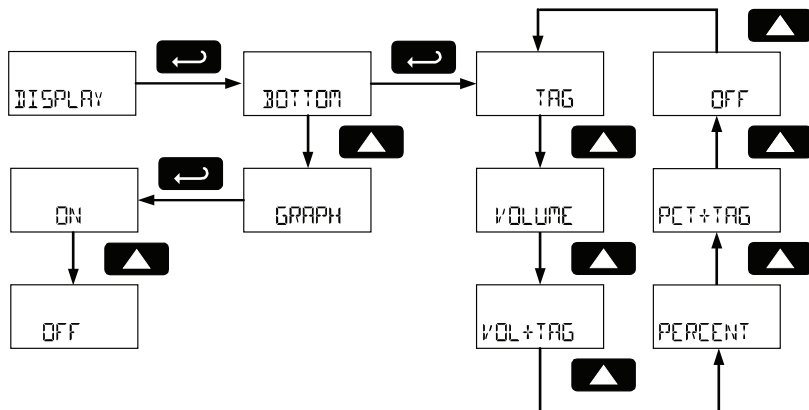 DISPLAY
BOTTOM
TAG
OFF
ON
GRAPH
VOLUME
PCT+TAG
OFF
VOL+TAG
PERCENT